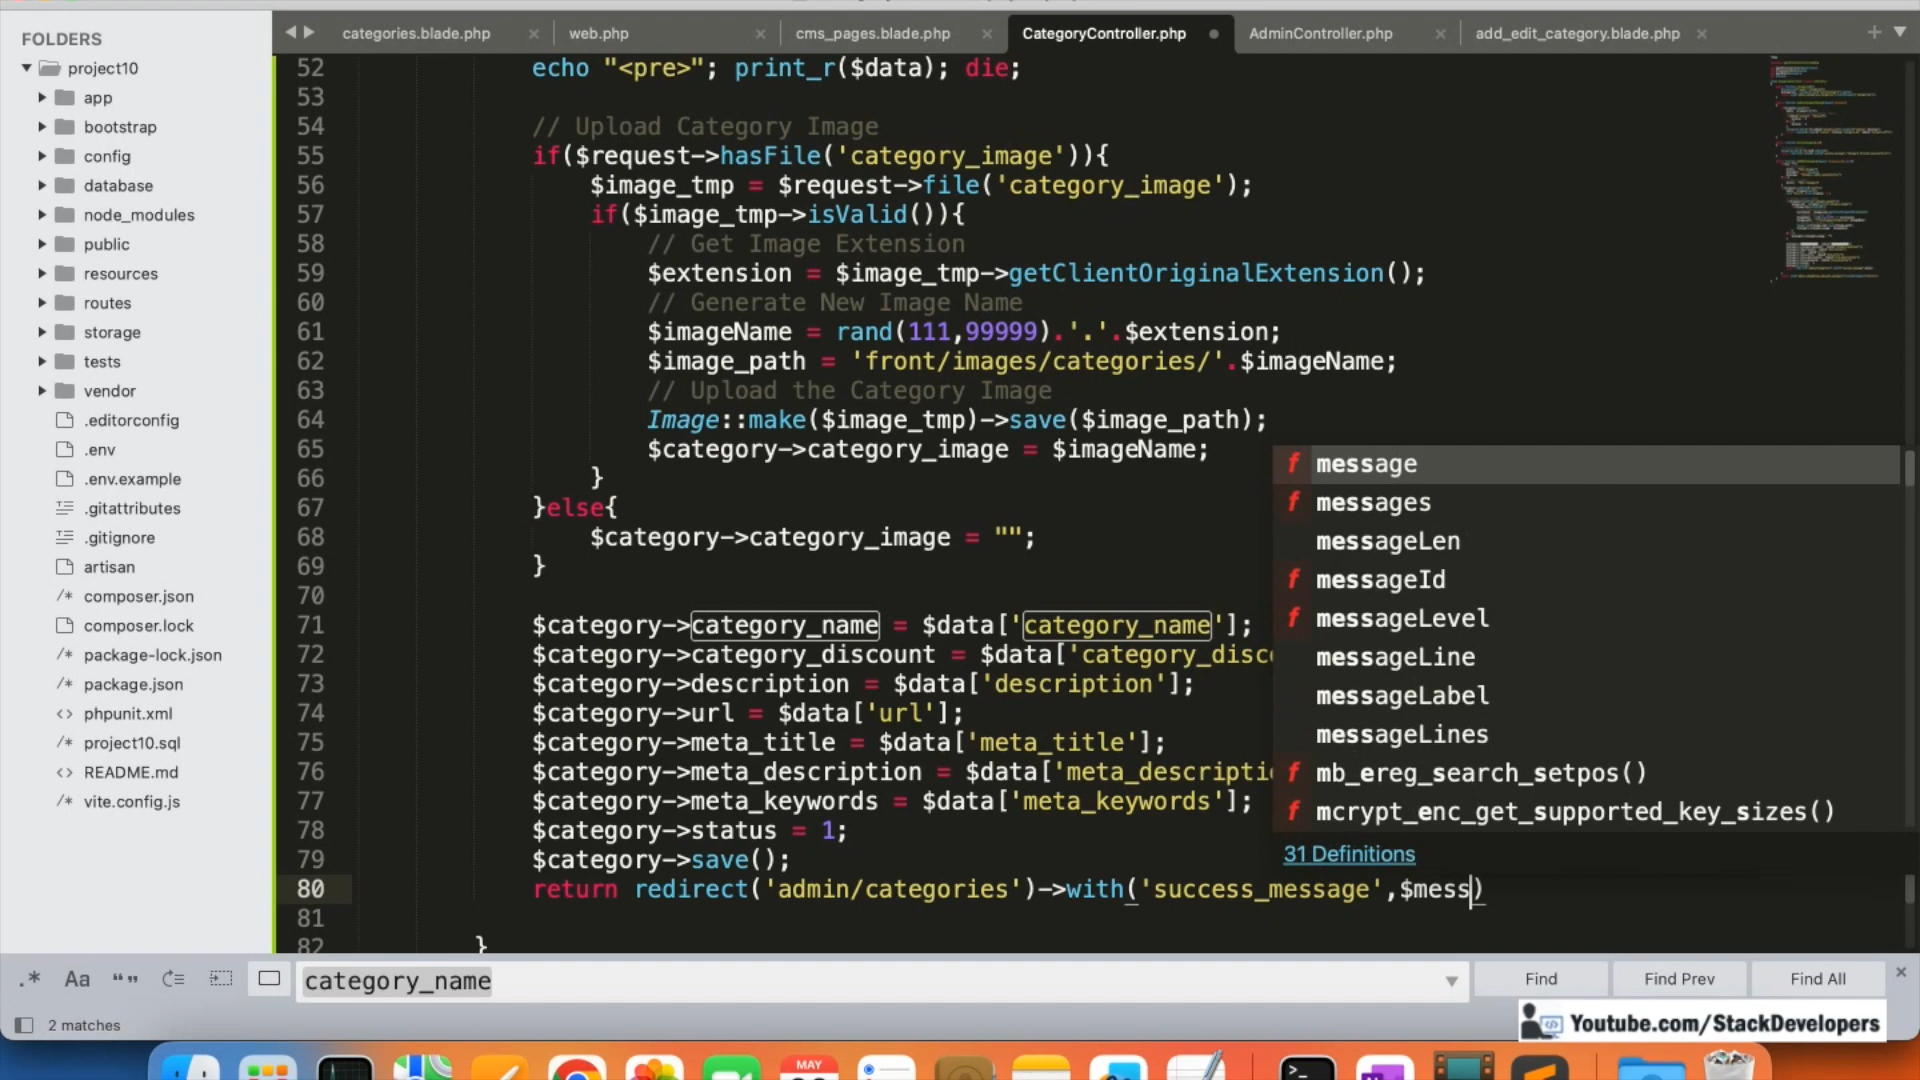 FOLDERS
project10
app
bootstrap
config
database
node_modules
public
resources
routes
storage
tests
vendor
.editorconfig
.env
.env.example
.gitattributes
.gitignore
artisan
composer.json
composer.lock
package-lock.json
package.json
phpunit.xml
project10.sql
README.md
vite.config.js
categories.blade.php
web.php
cms_pages.blade.php
CategoryController.php
AdminController.php
add_edit_category.blade.php
52 echo "<pre>"; print_r($data); die;
53
54 // Upload Category Image
55 if($request->hasFile('category_image')){
56 $image_tmp = $request->file('category_image');
57 if($image_tmp->isValid()){
58 // Get Image Extension
59 $extension = $image_tmp->getClientOriginalExtension();
60 // Generate New Image Name
61 $imageName = rand(111,99999).'.'.$extension;
62 $image_path = 'front/images/categories/'.$imageName;
63 // Upload the Category Image
64 Image::make($image_tmp)->save($image_path);
65 $category->category_image = $imageName;
66 }
67 }else{
68 $category->category_image = "";
69 }
70
71 $category->category_name = $data['category_name'];
72 $category->category_discount = $data['category_disc
73 $category->description = $data['description'];
74 $category->url = $data['url'];
75 $category->meta_title = $data['meta_title'];
76 $category->meta_description = $data['meta_descripti
77 $category->meta_keywords = $data['meta_keywords'];
78 $category->status = 1;
79 $category->save();
80 return redirect('admin/categories')->with('success_message',$mess)
81
82 }
f message
f messages
messageLen
f messageId
f messageLevel
messageLine
messageLabel
messageLines
f mb_ereg_search_setpos()
f mcrypt_enc_get_supported_key_sizes()
31 Definitions
.* Aa “” category_name Find Find Prev Find All
2 matches
Youtube.com/StackDevelopers
MAY